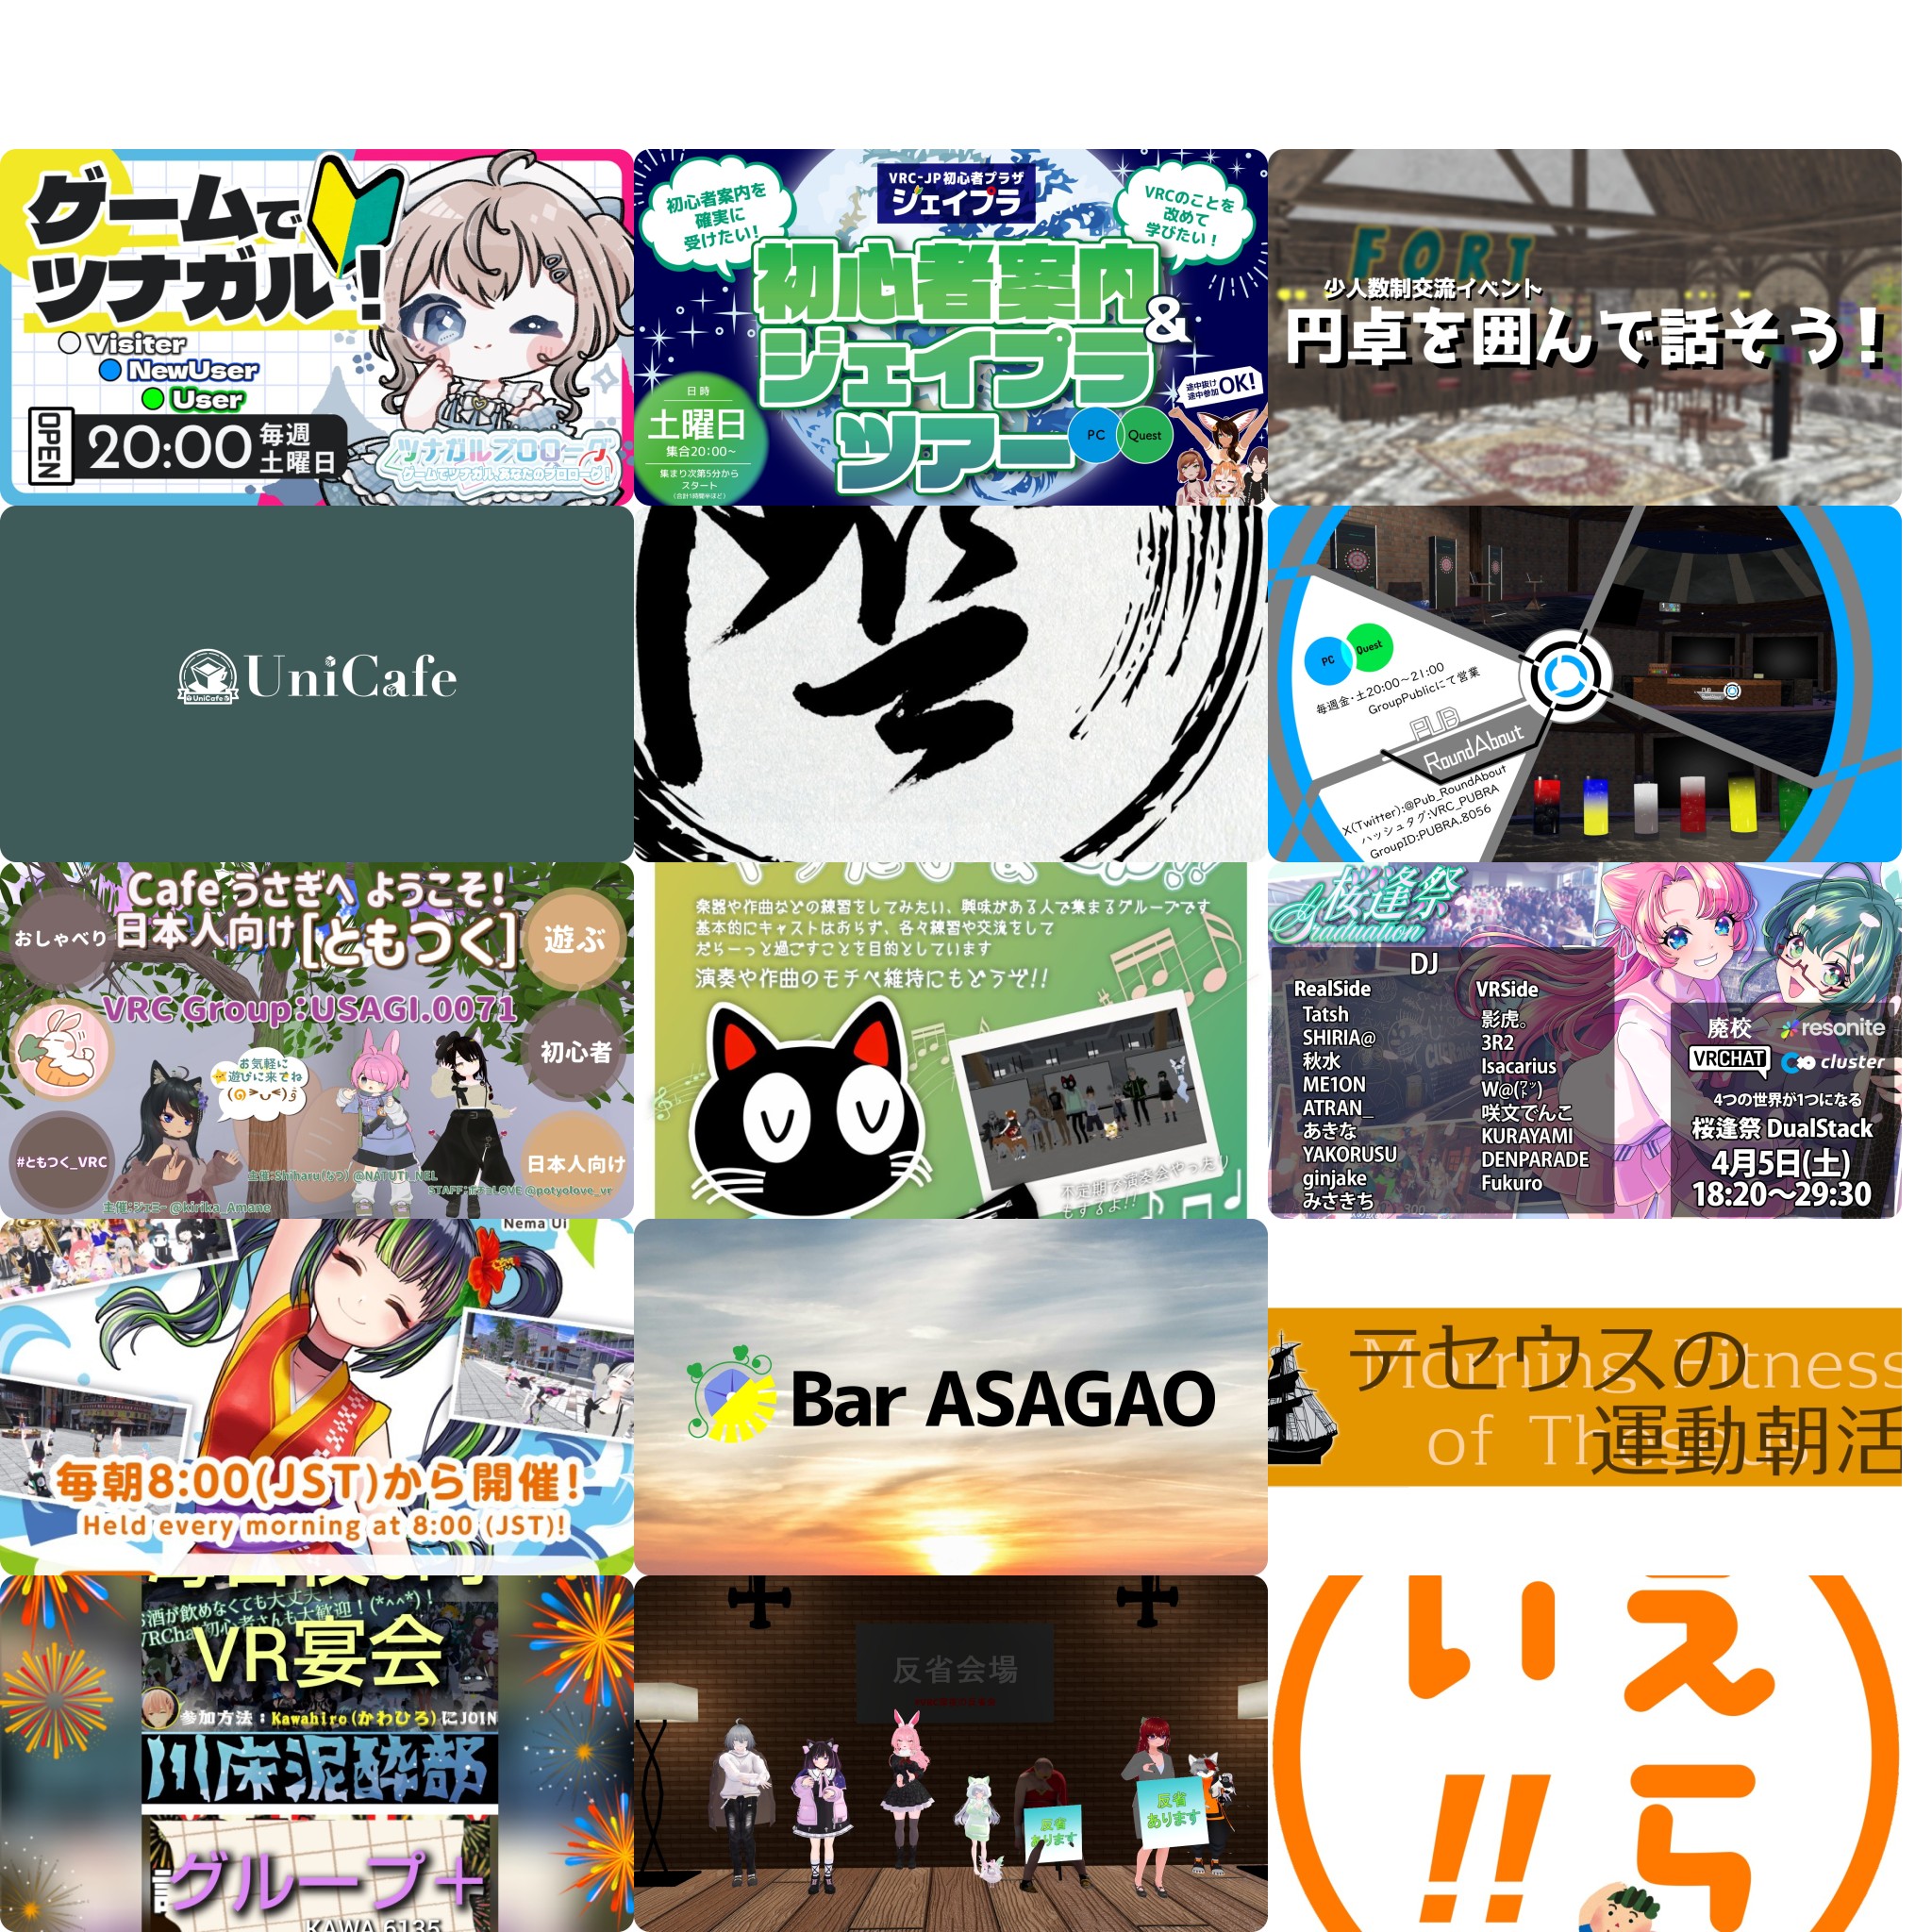 ゲームで
ツナガル!
Visiter
NewUser
User
OPEN
20:00
毎週
土曜日
ツナガルプロローグ
ゲームでツナガル、あなたのプロローグ!
初心者案内を
確実に
受けたい!
VRC-JP初心者プラザ
ジェイプラ
VRCのことを
改めて
学びたい!
初心者案内
&
ジェイプラ
ツアー
日時
土曜日
集合20:00~
集まり次第5分から
スタート
(合計1時間半ほど)
PC
Quest
途中抜け
途中参加
OK!
FORT
少人数制交流イベント
円卓を囲んで話そう!
UniCafe
UniCafe
PC
Quest
毎週金・土20:00~21:00
GroupPublicにて営業
PUB
RoundAbout
X(Twitter):@Pub_RoundAbout
ハッシュタグ:VRC_PUBRA
GroupID:PUBRA.8056
Cafe うさぎへ ようこそ!
日本人向け[ともつく]
おしゃべり
遊ぶ
VRC Group:USAGI.0071
初心者
お気軽に
遊びに来てね
#ともつく_VRC
日本人向け
主催:Shiharu(なつ) @NATUTI_NEL
STAFF:ポチョLOVE @potyolove_vr
主催:ジェミー @kirika_Amane
楽器や作曲などの練習をしてみたい、興味がある人で集まるグループです
基本的にキャストはおらず、各々練習や交流をして
だらーっと過ごすことを目的としています
演奏や作曲のモチベ維持にもどうぞ!!
不定期で演奏会やったり
もするよ!!
桜逢祭
Graduation
DJ
RealSide
Tatsh
SHIRIA@
秋水
ME1ON
ATRAN_
あきな
YAKORUSU
ginjake
みさきち
VRSide
影虎。
3R2
Isacarius
W@(ワット)
咲文でんこ
KURAYAMI
DENPARADE
Fukuro
廃校
resonite
VRCHAT
cluster
4つの世界が1つになる
桜逢祭 DualStack
4月5日(土)
18:20〜29:30
Nema Ui
毎朝8:00(JST)から開催!
Held every morning at 8:00 (JST)!
Bar ASAGAO
テセウスの
Morning Fitness
運動朝活
お酒が飲めなくても大丈夫!
VRChat初心者さんも大歓迎!(*^^*)
VR宴会
参加方法:Kawahiro(かわひろ)にJOIN
川床泥酔部
グループ+
KAWA.6135
反省会場
反省
あります
反省
あります
いえ
!!ら